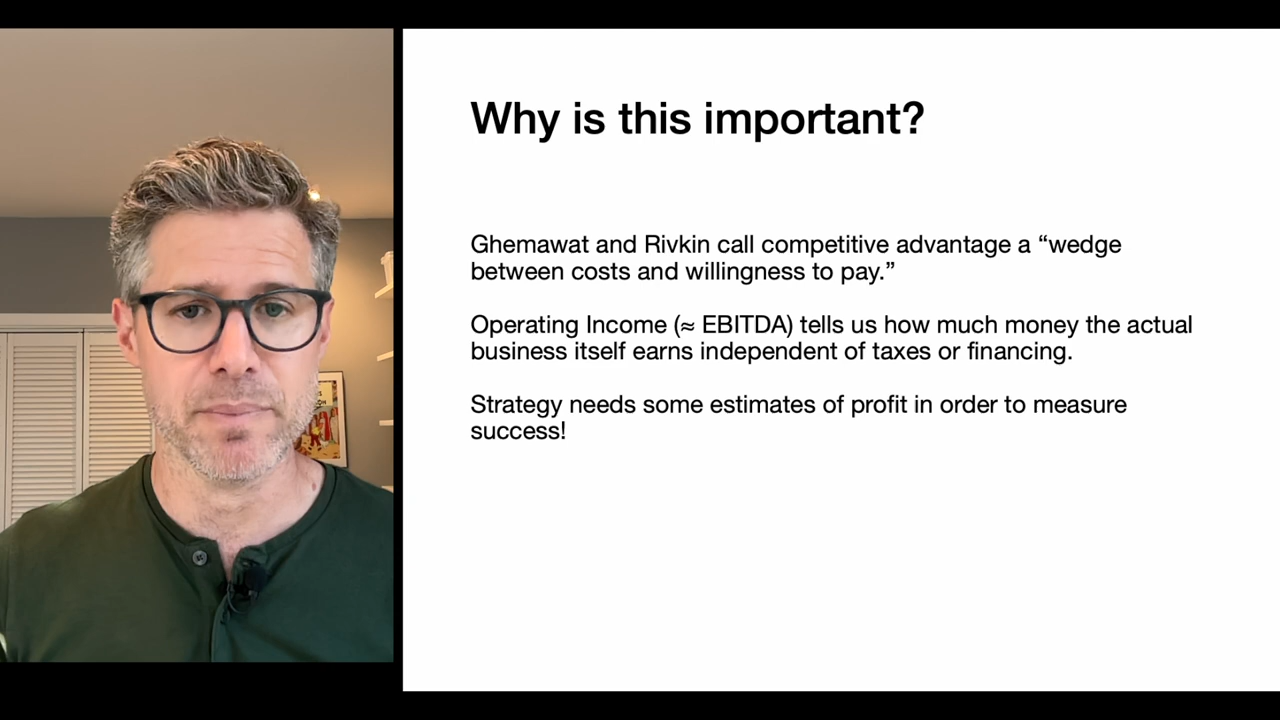 Why is this important?
Ghemawat and Rivkin call competitive advantage a “wedge
between costs and willingness to pay.”
Operating Income (≈ EBITDA) tells us how much money the actual
business itself earns independent of taxes or financing.
Strategy needs some estimates of profit in order to measure
success!